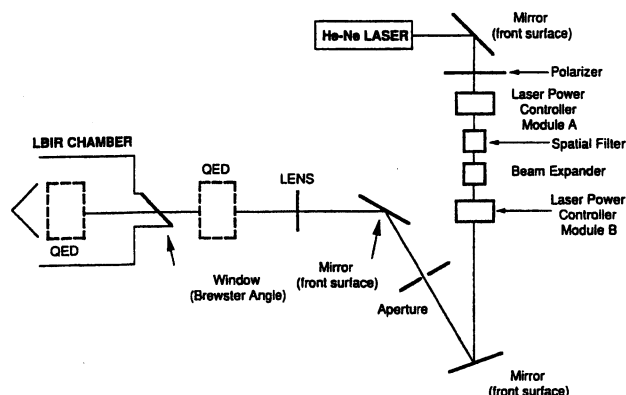 Mirror
(front surface)
He-Ne LASER
Polarizer
Laser Power
Controller
Module A
Spatial Filter
Beam Expander
Laser Power
Controller
Module B
LBIR CHAMBER
QED
LENS
QED
Window
(Brewster Angle)
Mirror
(front surface)
Aperture
Mirror
(front surface)